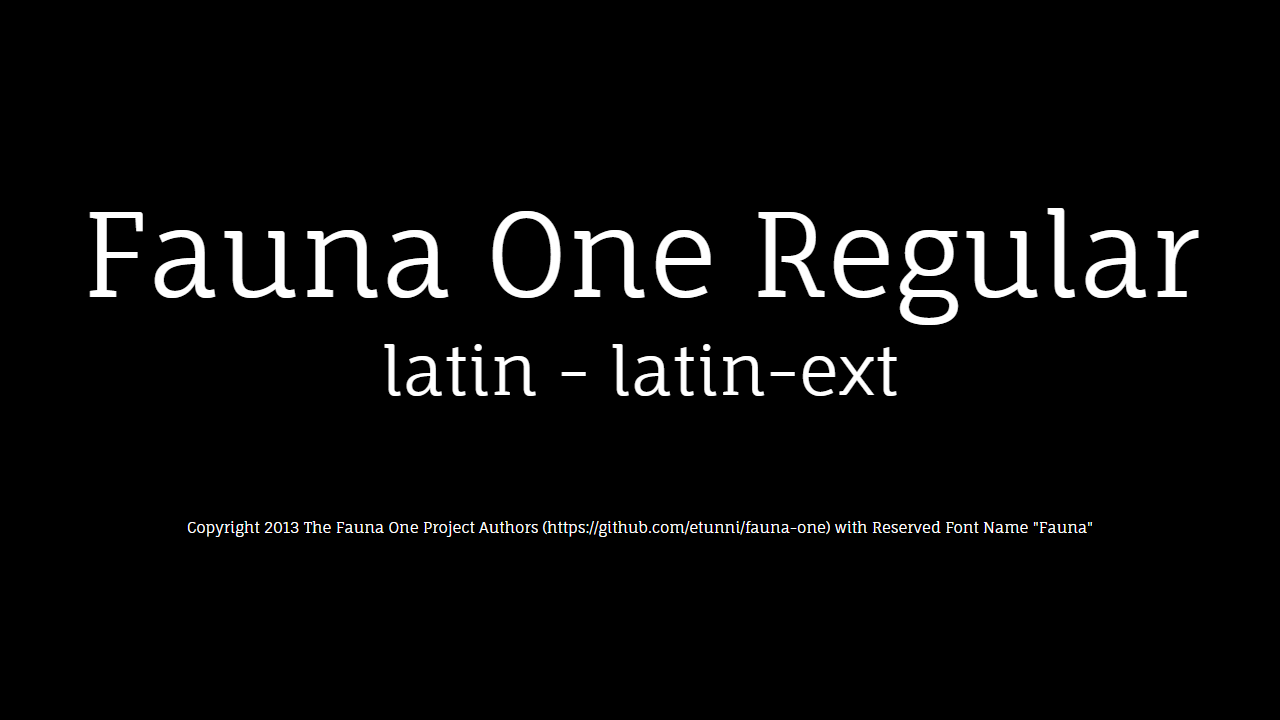 Fauna One Regular
latin - latin-ext
Copyright 2013 The Fauna One Project Authors (https://github.com/etunni/fauna-one) with Reserved Font Name "Fauna"